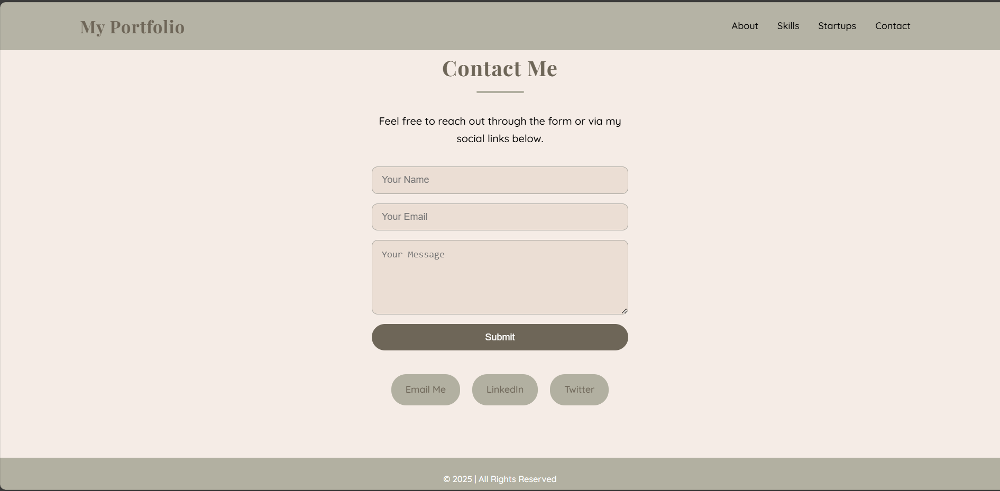 My Portfolio
About Skills Startups Contact
Contact Me
Feel free to reach out through the form or via my
social links below.
Your Name
Your Email
Your Message
Submit
Email Me LinkedIn Twitter
© 2025 | All Rights Reserved